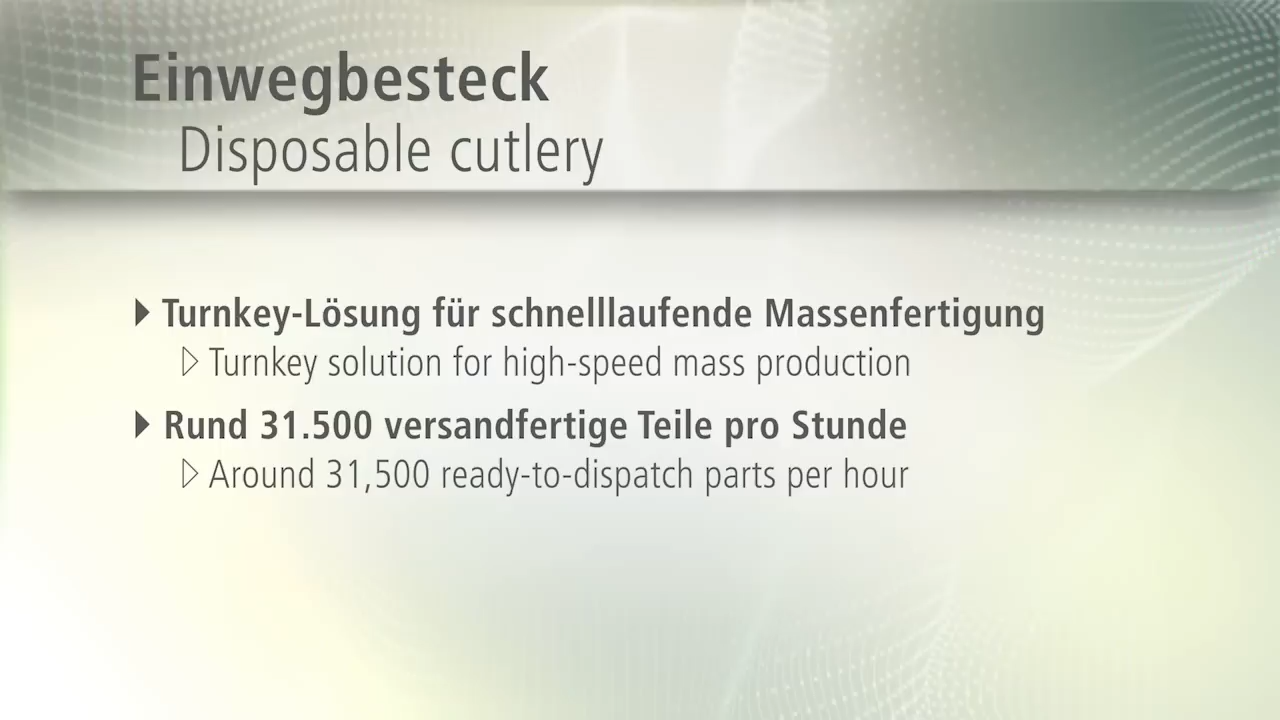 Einwegbesteck
Disposable cutlery
Turnkey-Lösung für schnelllaufende Massenfertigung
Turnkey solution for high-speed mass production
Rund 31.500 versandfertige Teile pro Stunde
Around 31,500 ready-to-dispatch parts per hour